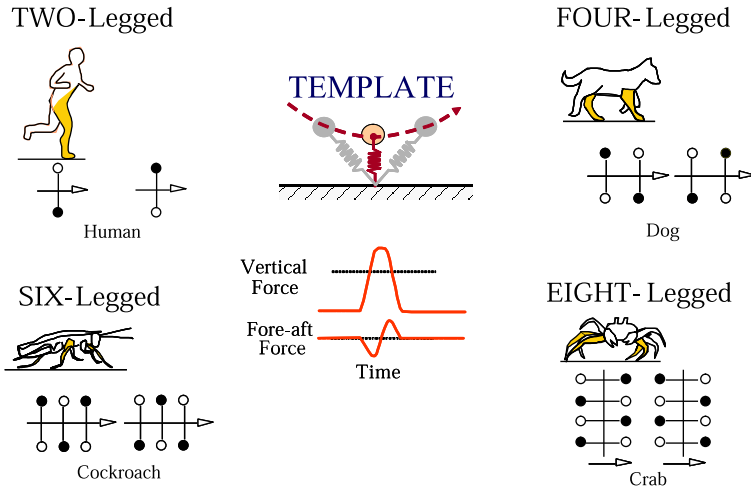 TWO-Legged
Human
TEMPLATE
FOUR-Legged
Dog
Vertical
Force
Fore-aft
Force
Time
SIX-Legged
Cockroach
EIGHT- Legged
Crab